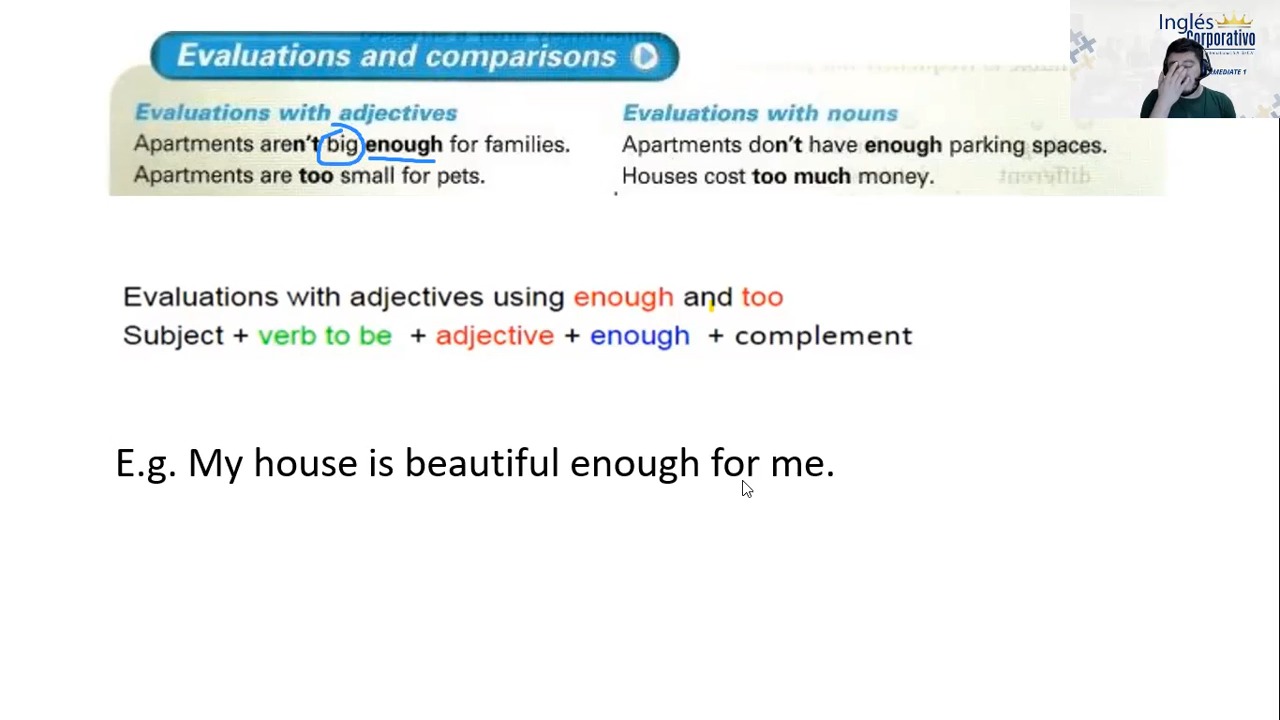 Evaluations and comparisons
Evaluations with adjectives
Apartments aren't big enough for families.
Apartments are too small for pets.
Evaluations with nouns
Apartments don't have enough parking spaces.
Houses cost too much money.
Inglés
Corporativo
MEDIATE 1
Evaluations with adjectives using enough and too
Subject + verb to be + adjective + enough + complement
E.g. My house is beautiful enough for me.